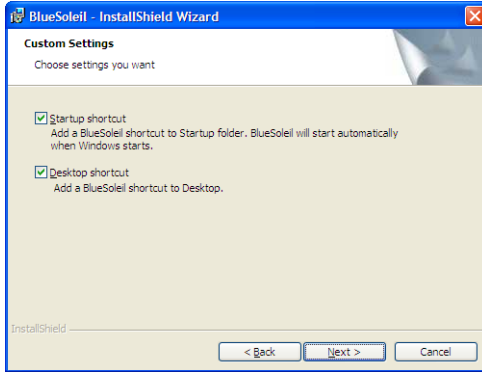 BlueSoleil - InstallShield Wizard
Custom Settings
Choose settings you want
Startup shortcut
Add a BlueSoleil shortcut to Startup folder. BlueSoleil will start automatically
when Windows starts.
Desktop shortcut
Add a BlueSoleil shortcut to Desktop.
InstallShield
< Back
Next >
Cancel